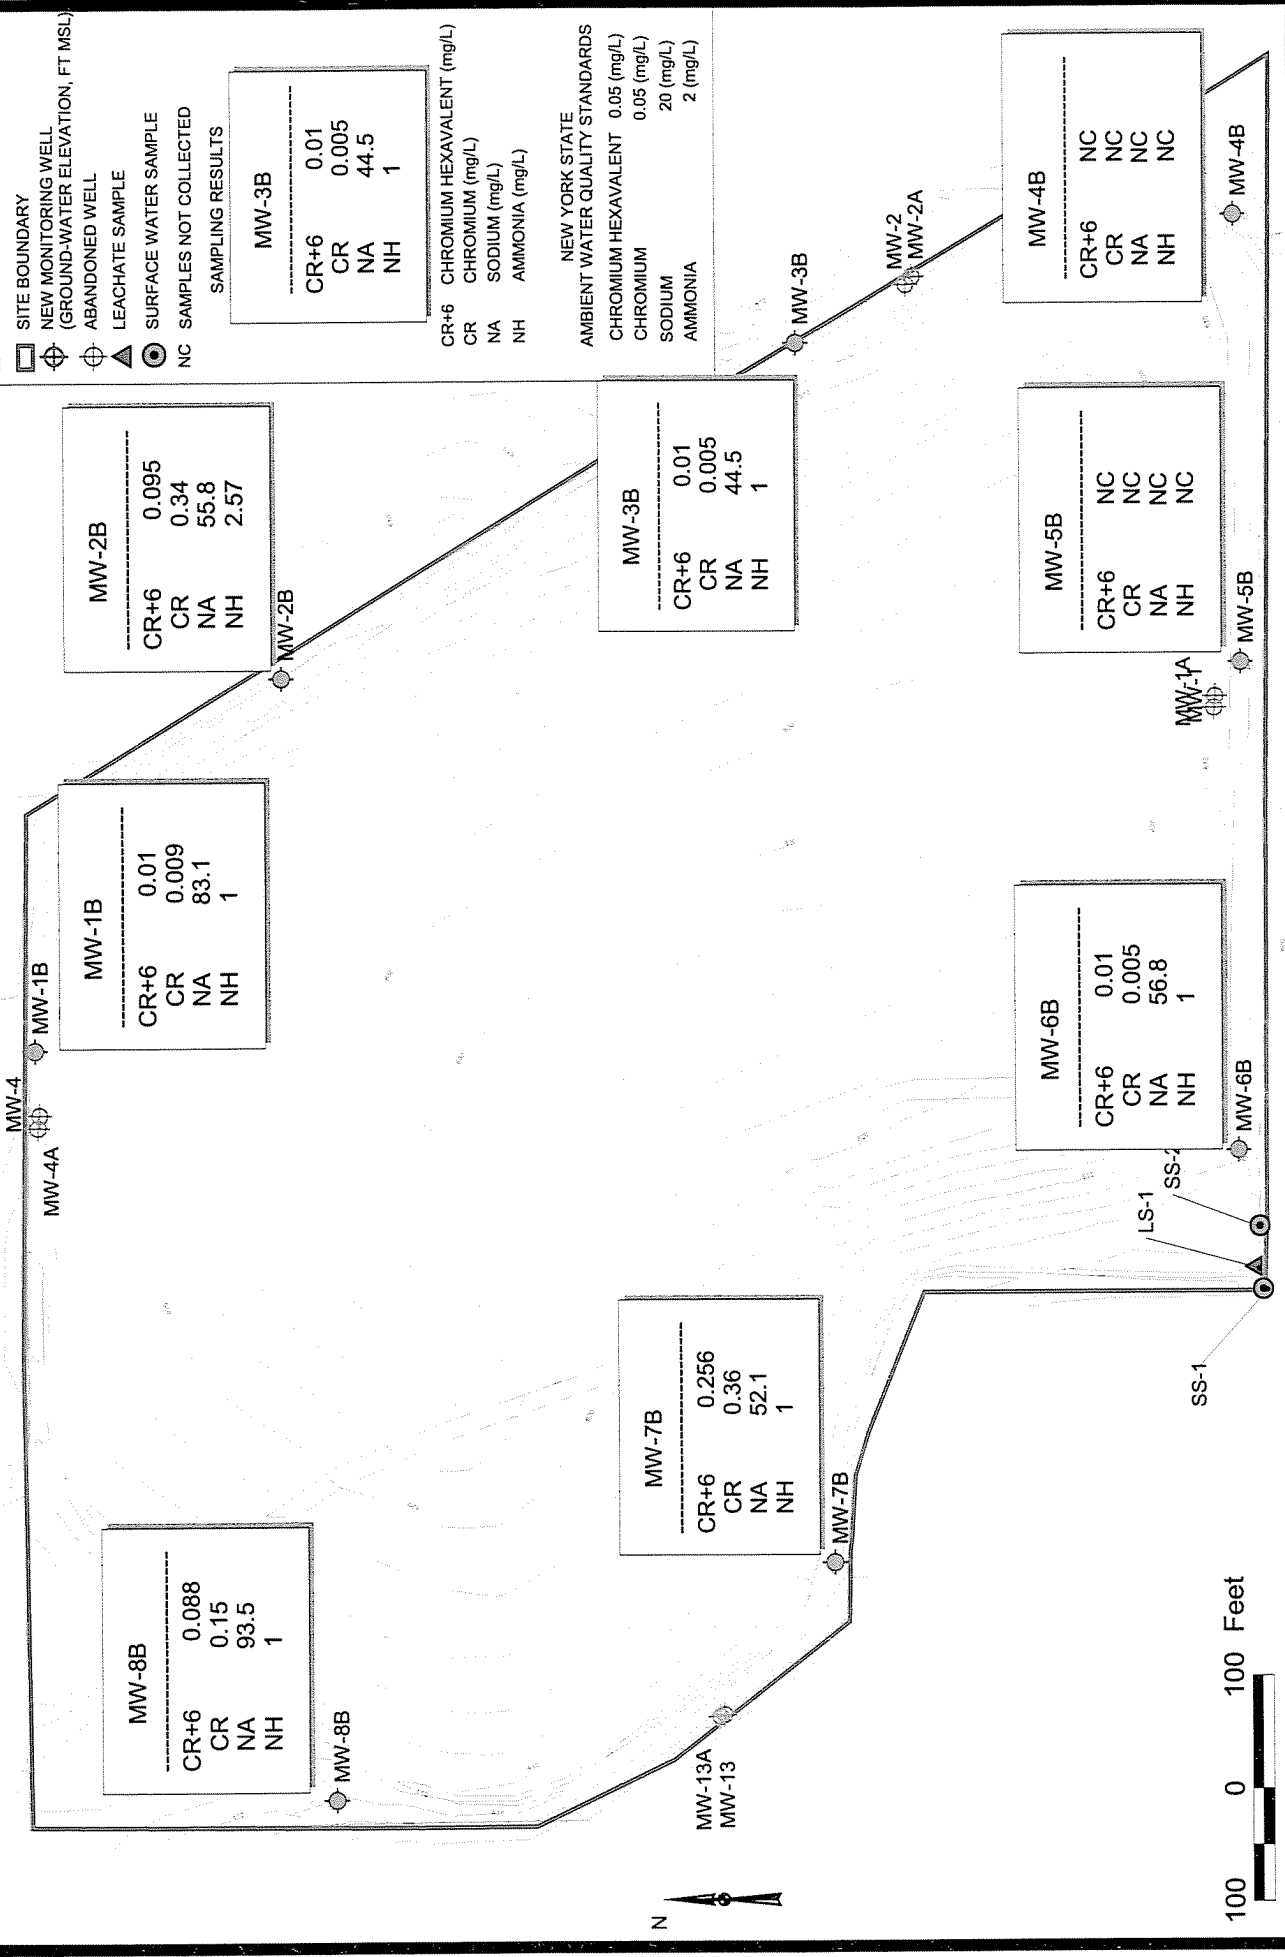 SITE BOUNDARY
NEW MONITORING WELL
(GROUND-WATER ELEVATION, FT MSL)
ABANDONED WELL
LEACHATE SAMPLE
SURFACE WATER SAMPLE
NC SAMPLES NOT COLLECTED
SAMPLING RESULTS
MW-3B
CR+6 0.01
CR 0.005
NA 44.5
NH 1
CR+6 CHROMIUM HEXAVALENT (mg/L)
CR CHROMIUM (mg/L)
NA SODIUM (mg/L)
NH AMMONIA (mg/L)
NEW YORK STATE
AMBIENT WATER QUALITY STANDARDS
CHROMIUM HEXAVALENT 0.05 (mg/L)
CHROMIUM 0.05 (mg/L)
SODIUM 20 (mg/L)
AMMONIA 2 (mg/L)
MW-4
MW-4A
MW-1B
MW-1B
CR+6 0.01
CR 0.009
NA 83.1
NH 1
MW-2B
CR+6 0.095
CR 0.34
NA 55.8
NH 2.57
MW-2B
MW-8B
CR+6 0.088
CR 0.15
NA 93.5
NH 1
MW-8B
MW-3B
CR+6 0.01
CR 0.005
NA 44.5
NH 1
MW-3B
MW-2
MW-2A
MW-7B
CR+6 0.256
CR 0.36
NA 52.1
NH 1
MW-7B
MW-13A
MW-13
N
MW-6B
CR+6 0.01
CR 0.005
NA 56.8
NH 1
MW-6B
MW-5B
CR+6 NC
CR NC
NA NC
NH NC
MW-5B
MW-1A
MW-1
MW-4B
CR+6 NC
CR NC
NA NC
NH NC
MW-4B
LS-1
SS-2
SS-1
100 0 100 Feet